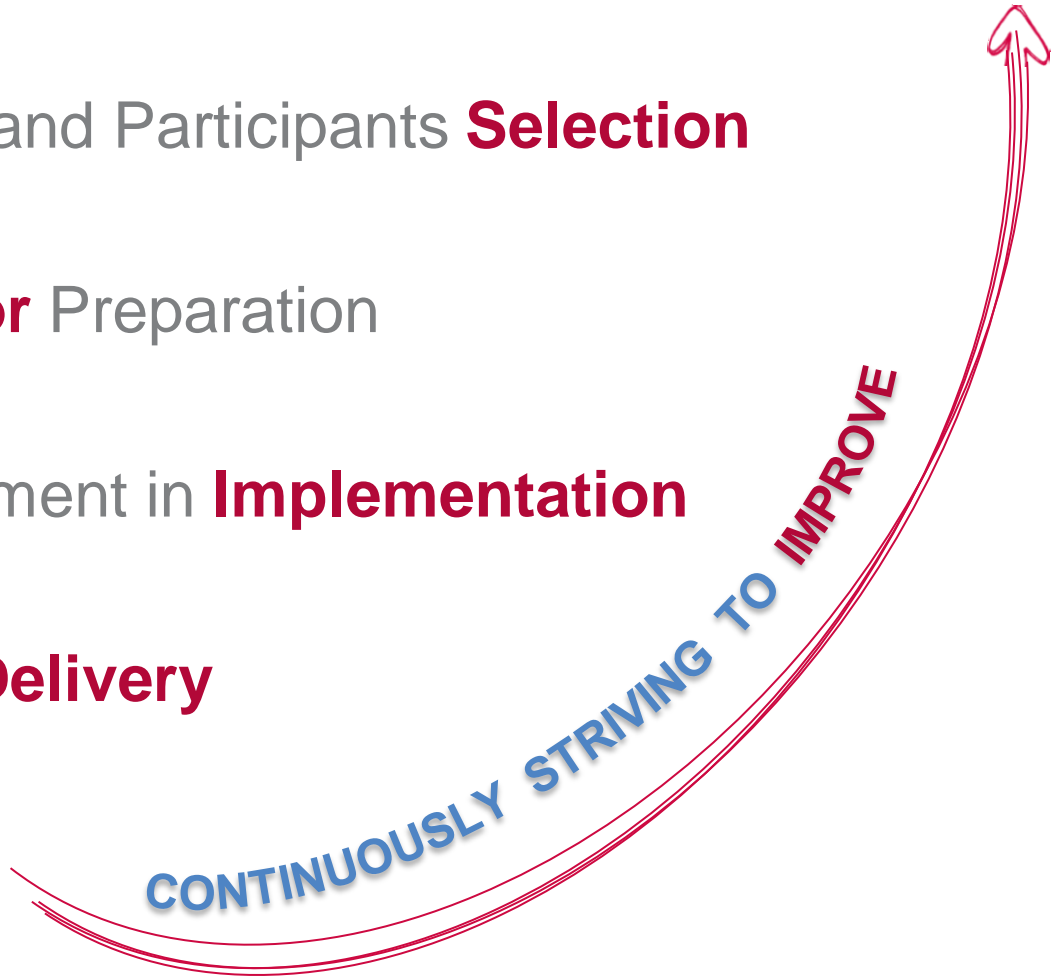 and Participants Selection
or Preparation
ment in Implementation
Delivery
CONTINUOUSLY STRIVING TO IMPROVE